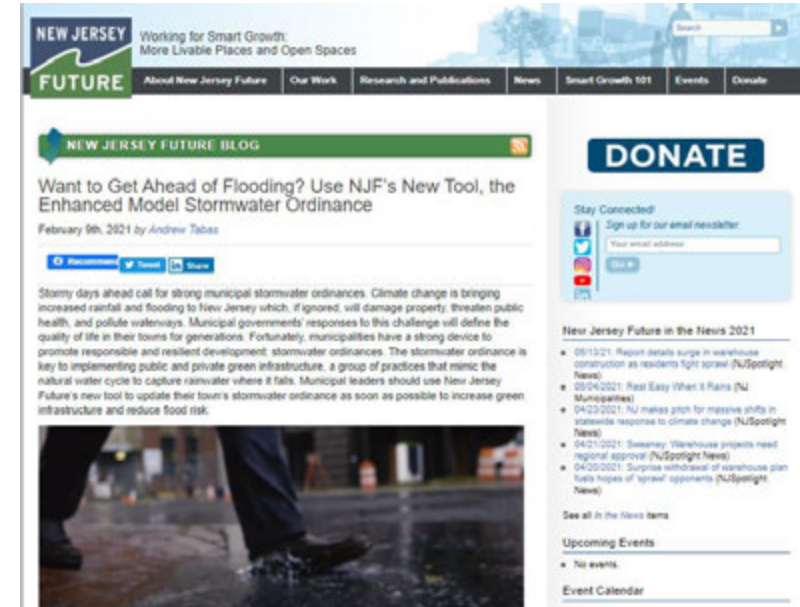 NEW JERSEY
FUTURE
Working for Smart Growth:
More Livable Places and Open Spaces
Search
About New Jersey Future
Our Work
Research and Publications
News
Smart Growth 101
Events
Donate
NEW JERSEY FUTURE BLOG
Want to Get Ahead of Flooding? Use NJF's New Tool, the
Enhanced Model Stormwater Ordinance
February 9th, 2021 by Andrew Tabas
Recommend
Tweet
in Share
Stormy days ahead call for strong municipal stormwater ordinances. Climate change is bringing
increased rainfall and flooding to New Jersey which, if ignored, will damage property, threaten public
health, and pollute waterways. Municipal governments' responses to this challenge will define the
quality of life in their towns for generations. Fortunately, municipalities have a strong device to
promote responsible and resilient development: stormwater ordinances. The stormwater ordinance is
key to implementing public and private green infrastructure, a group of practices that mimic the
natural water cycle to capture rainwater where it falls. Municipal leaders should use New Jersey
Future's new tool to update their town's stormwater ordinance as soon as possible to increase green
infrastructure and reduce flood risk.
DONATE
Stay Connected!
Sign up for our email newsletter:
Your email address
Go
New Jersey Future in the News 2021
05/13/21: Report details surge in warehouse
construction as residents fight sprawl (NJSpotlight
News)
05/04/2021: Rest Easy When It Rains (NJ
Municipalities)
04/23/2021: NJ makes pitch for massive shifts in
statewide response to climate change (NJSpotlight
News)
04/21/2021: Sweeney: Warehouse projects need
regional approval (NJSpotlight News)
04/20/2021: Surprise withdrawal of warehouse plan
fuels hopes of 'sprawl' opponents (NJSpotlight
News)
See all In the News items
Upcoming Events
No events.
Event Calendar